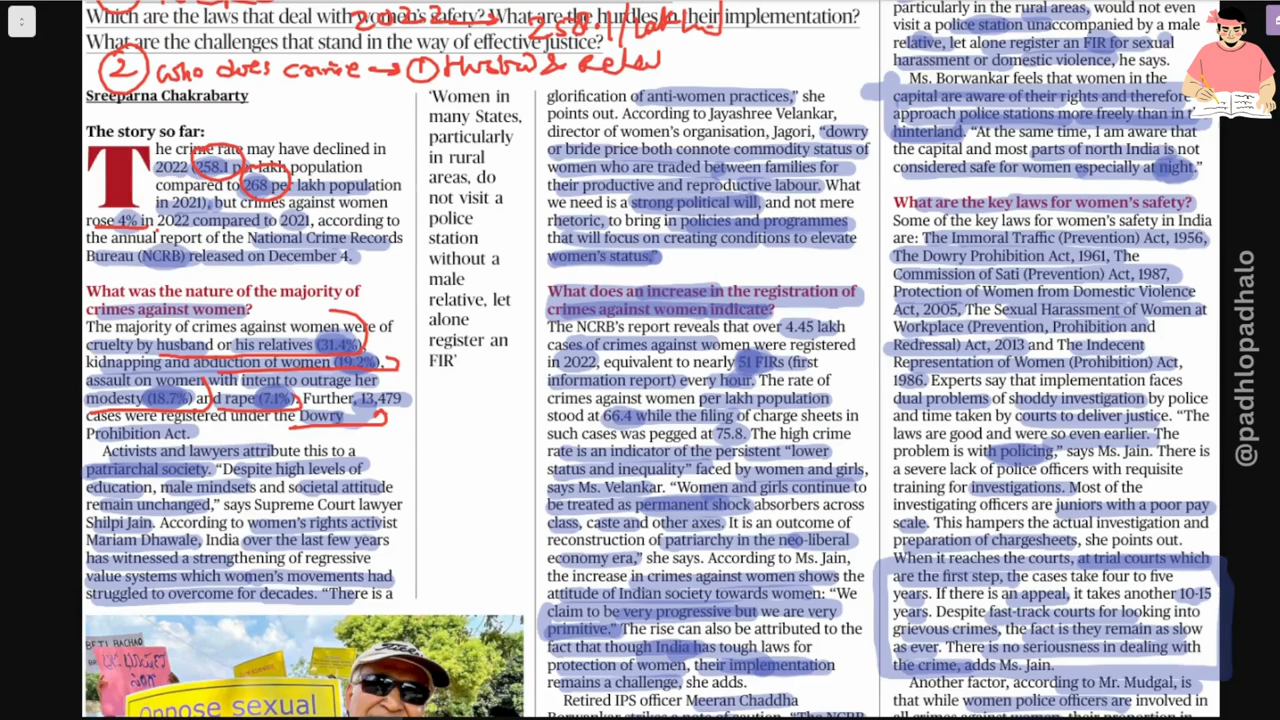 Which are the laws that deal with women's safety? What are the hurdles to their implementation?
What are the challenges that stand in the way of effective justice?
2022 → 258.1/lakh
② who does crime → ① Husbnd &
Sreeparna Chakrabarty
The story so far:
The crime rate may have declined in
2022 (258.1 per lakh population
compared to 268 per lakh population
in 2021), but crimes against women
rose 4% in 2022 compared to 2021, according to
the annual report of the National Crime Records
Bureau (NCRB) released on December 4.
What was the nature of the majority of
crimes against women?
The majority of crimes against women were of
cruelty by husband or his relatives (31.4%),
kidnapping and abduction of women (19.2%),
assault on women with intent to outrage her
modesty (18.7%) and rape (7.1%). Further, 13,479
cases were registered under the Dowry
Prohibition Act.
Activists and lawyers attribute this to a
patriarchal society. “Despite high levels of
education, male mindsets and societal attitude
remain unchanged,” says Supreme Court lawyer
Shilpi Jain. According to women's rights activist
Mariam Dhawale, India over the last few years
has witnessed a strengthening of regressive
value systems which women's movements had
struggled to overcome for decades. “There is a
BETI BACHAO
Oppose sexual
‘Women in
many States,
particularly
in rural
areas, do
not visit a
police
station
without a
male
relative, let
alone
register an
FIR’
glorification of anti-women practices,” she
points out. According to Jayashree Velankar,
director of women's organisation, Jagori, “dowry
or bride price both connote commodity status of
women who are traded between families for
their productive and reproductive labour. What
we need is a strong political will, and not mere
rhetoric, to bring in policies and programmes
that will focus on creating conditions to elevate
women's status,”
What does an increase in the registration of
crimes against women indicate?
The NCRB's report reveals that over 4.45 lakh
cases of crimes against women were registered
in 2022, equivalent to nearly 51 FIRs (first
information report) every hour. The rate of
crimes against women per lakh population
stood at 66.4 while the filing of charge sheets in
such cases was pegged at 75.8. The high crime
rate is an indicator of the persistent “lower
status and inequality” faced by women and girls,
says Ms. Velankar. “Women and girls continue to
be treated as permanent shock absorbers across
class, caste and other axes. It is an outcome of
reconstruction of patriarchy in the neo-liberal
economy era,” she says. According to Ms. Jain,
the increase in crimes against women shows the
attitude of Indian society towards women: “We
claim to be very progressive but we are very
primitive.” The rise can also be attributed to the
fact that though India has tough laws for
protection of women, their implementation
remains a challenge, she adds.
Retired IPS officer Meeran Chaddha
Borwankar strikes a note of caution. “The NCRB
particularly in the rural areas, would not even
visit a police station unaccompanied by a male
relative, let alone register an FIR for sexual
harassment or domestic violence, he says.
Ms. Borwankar feels that women in the
capital are aware of their rights and therefore
approach police stations more freely than in the
hinterland. “At the same time, I am aware that
the capital and most parts of north India is not
considered safe for women especially at night.”
What are the key laws for women's safety?
Some of the key laws for women's safety in India
are: The Immoral Traffic (Prevention) Act, 1956,
The Dowry Prohibition Act, 1961, The
Commission of Sati (Prevention) Act, 1987,
Protection of Women from Domestic Violence
Act, 2005, The Sexual Harassment of Women at
Workplace (Prevention, Prohibition and
Redressal) Act, 2013 and The Indecent
Representation of Women (Prohibition) Act,
1986. Experts say that implementation faces
dual problems of shoddy investigation by police
and time taken by courts to deliver justice. “The
laws are good and were so even earlier. The
problem is with policing,” says Ms. Jain. There is
a severe lack of police officers with requisite
training for investigations. Most of the
investigating officers are juniors with a poor pay
scale. This hampers the actual investigation and
preparation of chargesheets, she points out.
When it reaches the courts, at trial courts which
are the first step, the cases take four to five
years. If there is an appeal, it takes another 10-15
years. Despite fast-track courts for looking into
grievous crimes, the fact is they remain as slow
as ever. There is no seriousness in dealing with
the crime, adds Ms. Jain.
Another factor, according to Mr. Mudgal, is
that while women police officers are involved in
@padhlopadhalo